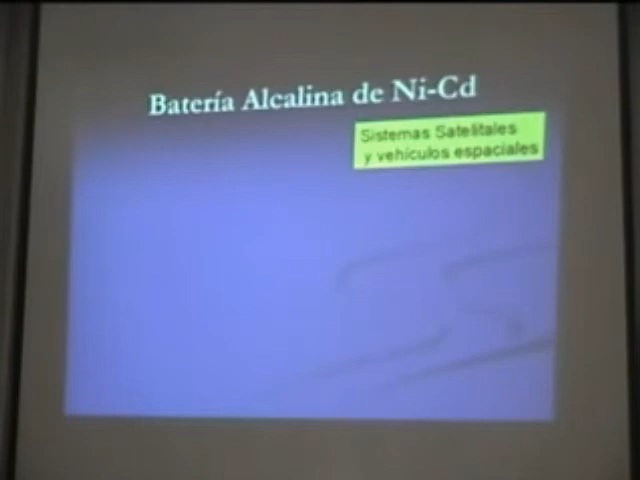 Batería Alcalina de Ni-Cd
Sistemas Satelitales
y vehículos espaciales